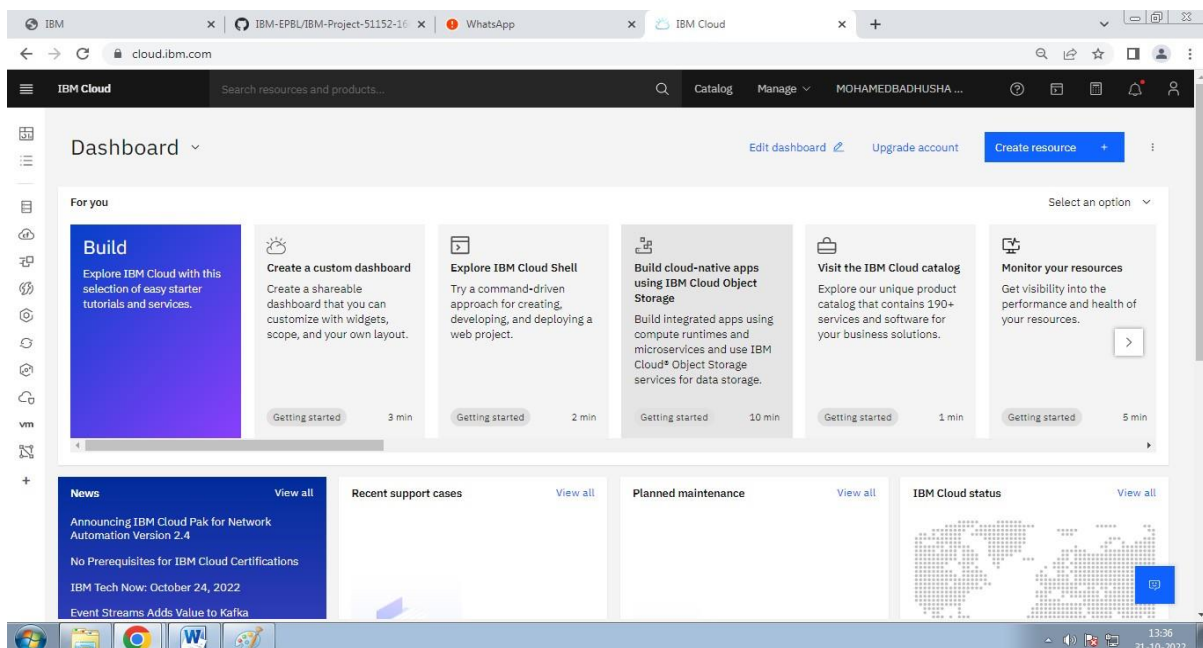 IBM
IBM-EPBL/IBM-Project-51152-16
WhatsApp
IBM Cloud
cloud.ibm.com
IBM Cloud
Search resources and products...
Catalog
Manage
MOHAMEDBADHUSHA ...
Dashboard
Edit dashboard
Upgrade account
Create resource +
For you
Select an option
Build
Explore IBM Cloud with this
selection of easy starter
tutorials and services.
Create a custom dashboard
Create a shareable
dashboard that you can
customize with widgets,
scope, and your own layout.
Getting started
3 min
Explore IBM Cloud Shell
Try a command-driven
approach for creating,
developing, and deploying a
web project.
Getting started
2 min
Build cloud-native apps
using IBM Cloud Object
Storage
Build integrated apps using
compute runtimes and
microservices and use IBM
Cloud® Object Storage
services for data storage.
Getting started
10 min
Visit the IBM Cloud catalog
Explore our unique product
catalog that contains 190+
services and software for
your business solutions.
Getting started
1 min
Monitor your resources
Get visibility into the
performance and health of
your resources.
Getting started
5 min
vm
News
View all
Announcing IBM Cloud Pak for Network
Automation Version 2.4
No Prerequisites for IBM Cloud Certifications
IBM Tech Now: October 24, 2022
Event Streams Adds Value to Kafka
Recent support cases
View all
Planned maintenance
View all
IBM Cloud status
View all
13:36
31-10-2022